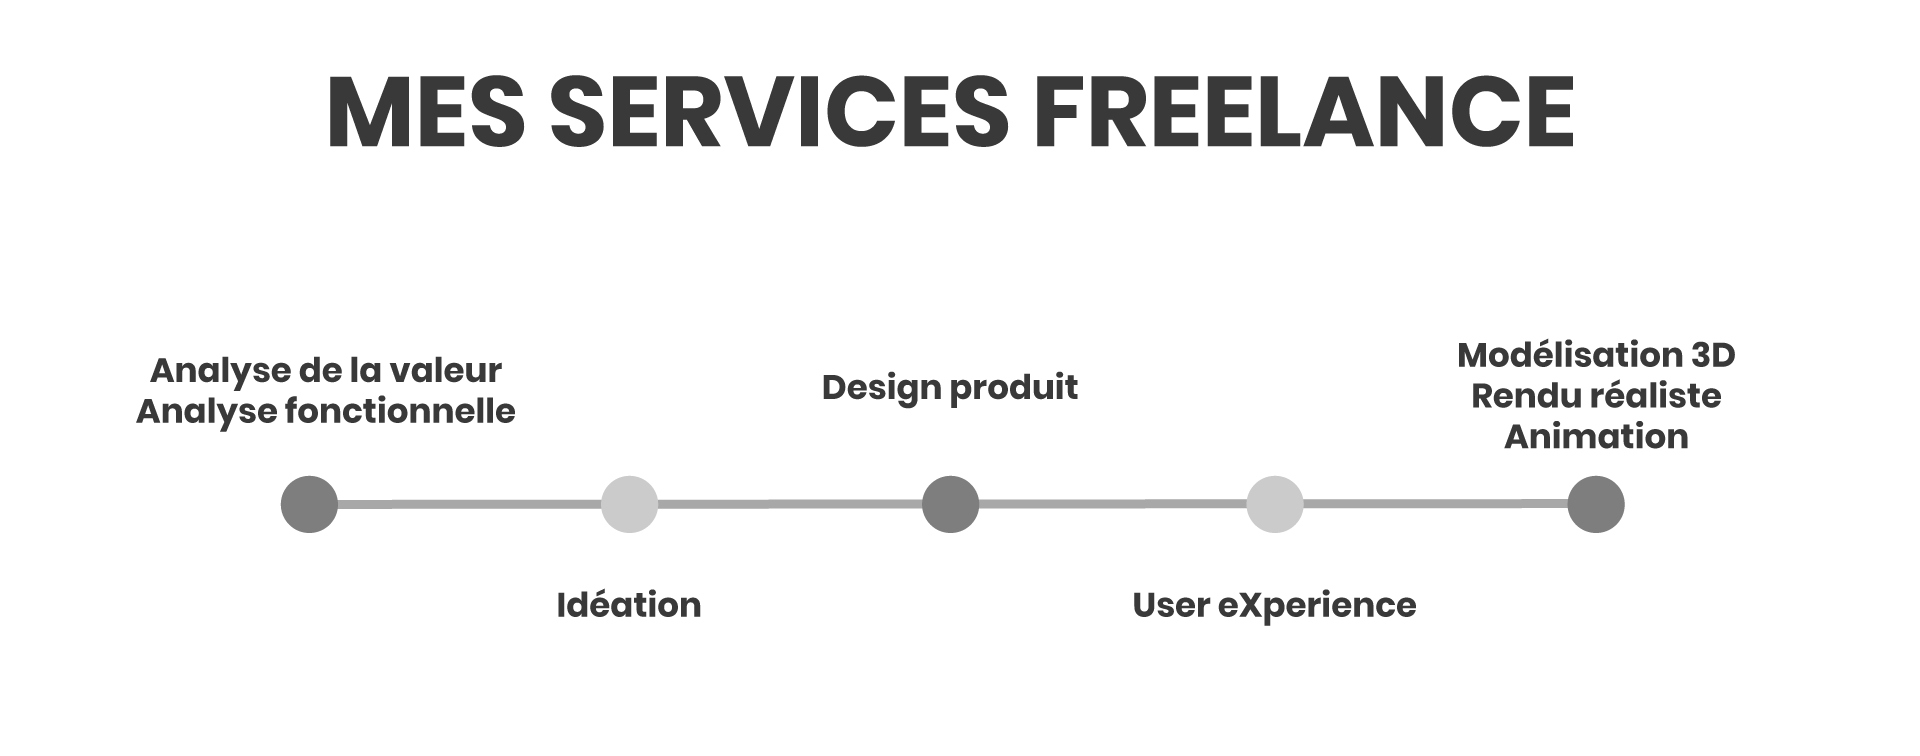 MES SERVICES FREELANCE
Analyse de la valeur
Analyse fonctionnelle
Idéation
Design produit
User eXperience
Modélisation 3D
Rendu réaliste
Animation